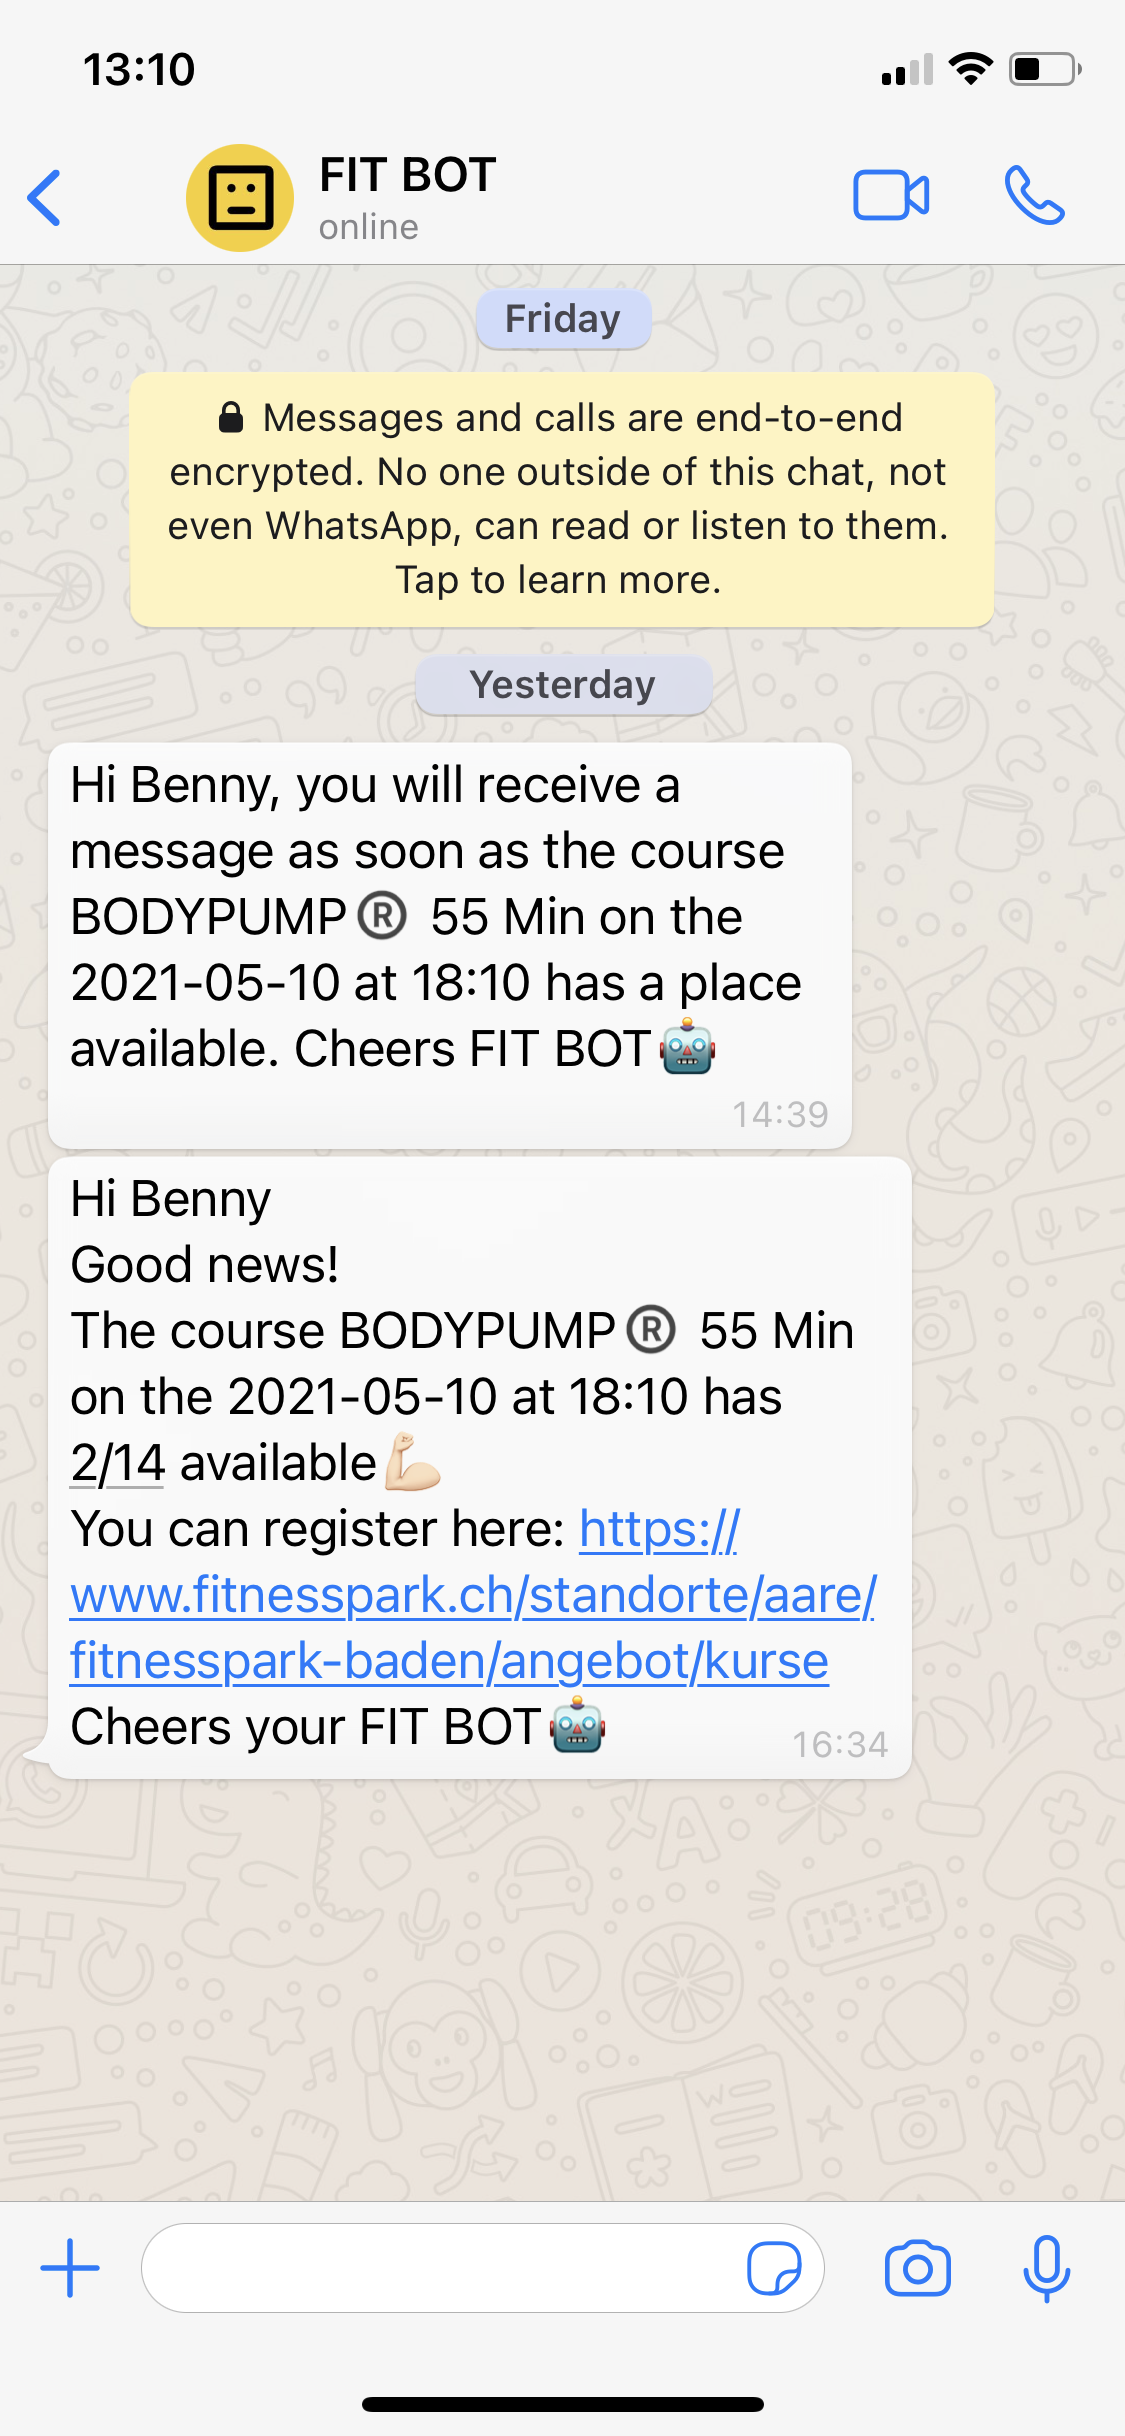 13:10
FIT BOT
online
Friday
🔒 Messages and calls are end-to-end
encrypted. No one outside of this chat, not
even WhatsApp, can read or listen to them.
Tap to learn more.
Yesterday
Hi Benny, you will receive a
message as soon as the course
BODYPUMP®️ 55 Min on the
2021-05-10 at 18:10 has a place
available. Cheers FIT BOT🤖
14:39
Hi Benny
Good news!
The course BODYPUMP®️ 55 Min
on the 2021-05-10 at 18:10 has
2/14 available💪🏻
You can register here: https://
www.fitnesspark.ch/standorte/aare/
fitnesspark-baden/angebot/kurse
Cheers your FIT BOT🤖
16:34